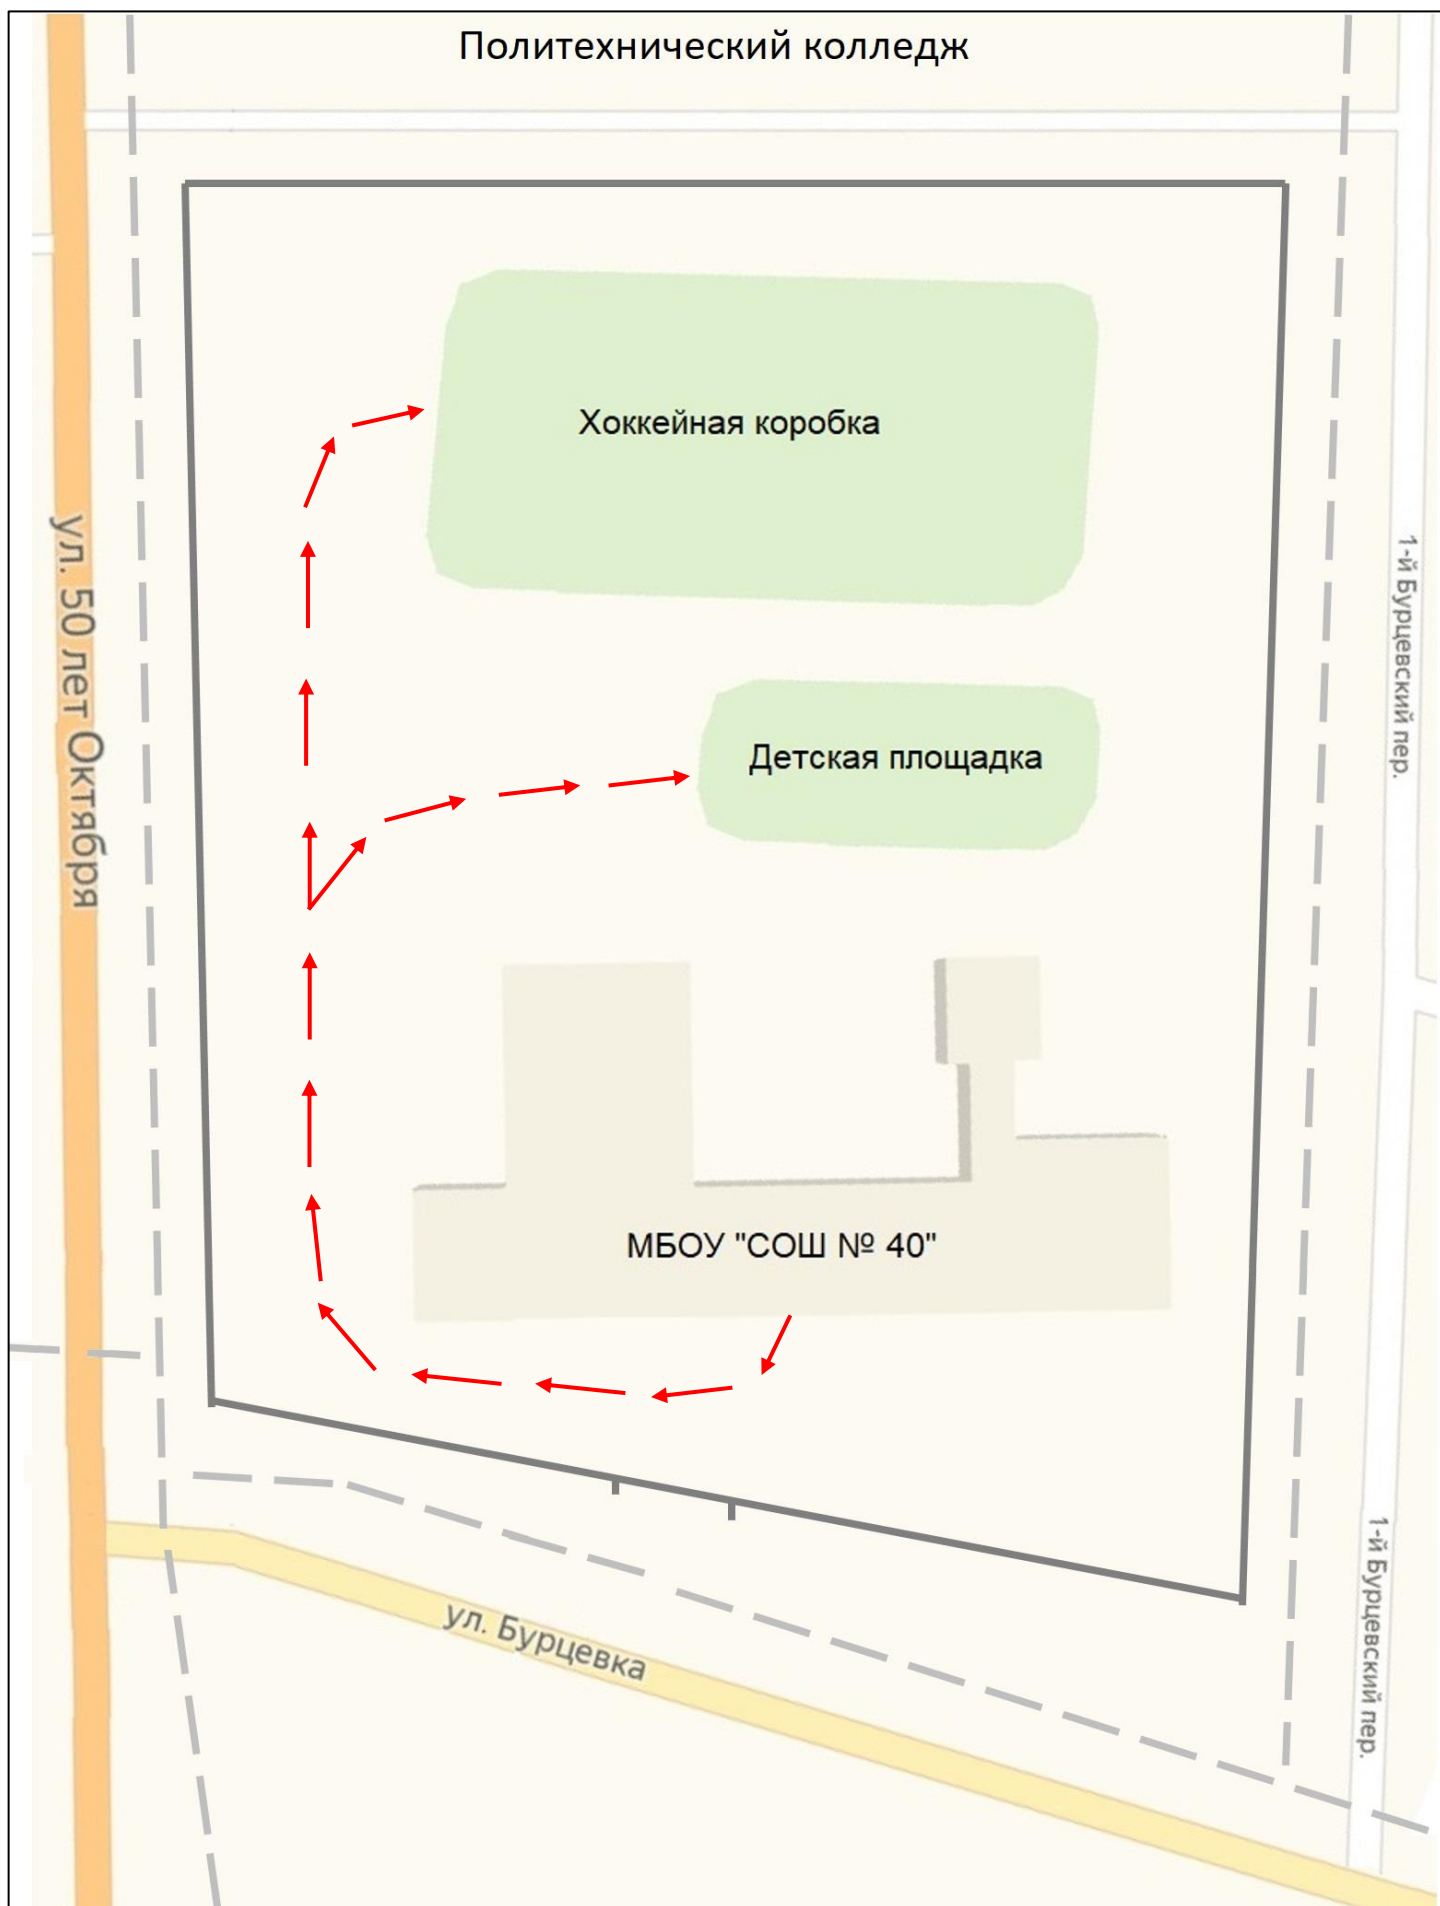 Политехнический колледж
Хоккейная коробка
ул. 50 лет Октября
1-й Бурцевский пер.
Детская площадка
МБОУ "СОШ № 40"
ул. Бурцевка
1-й Бурцевский пер.